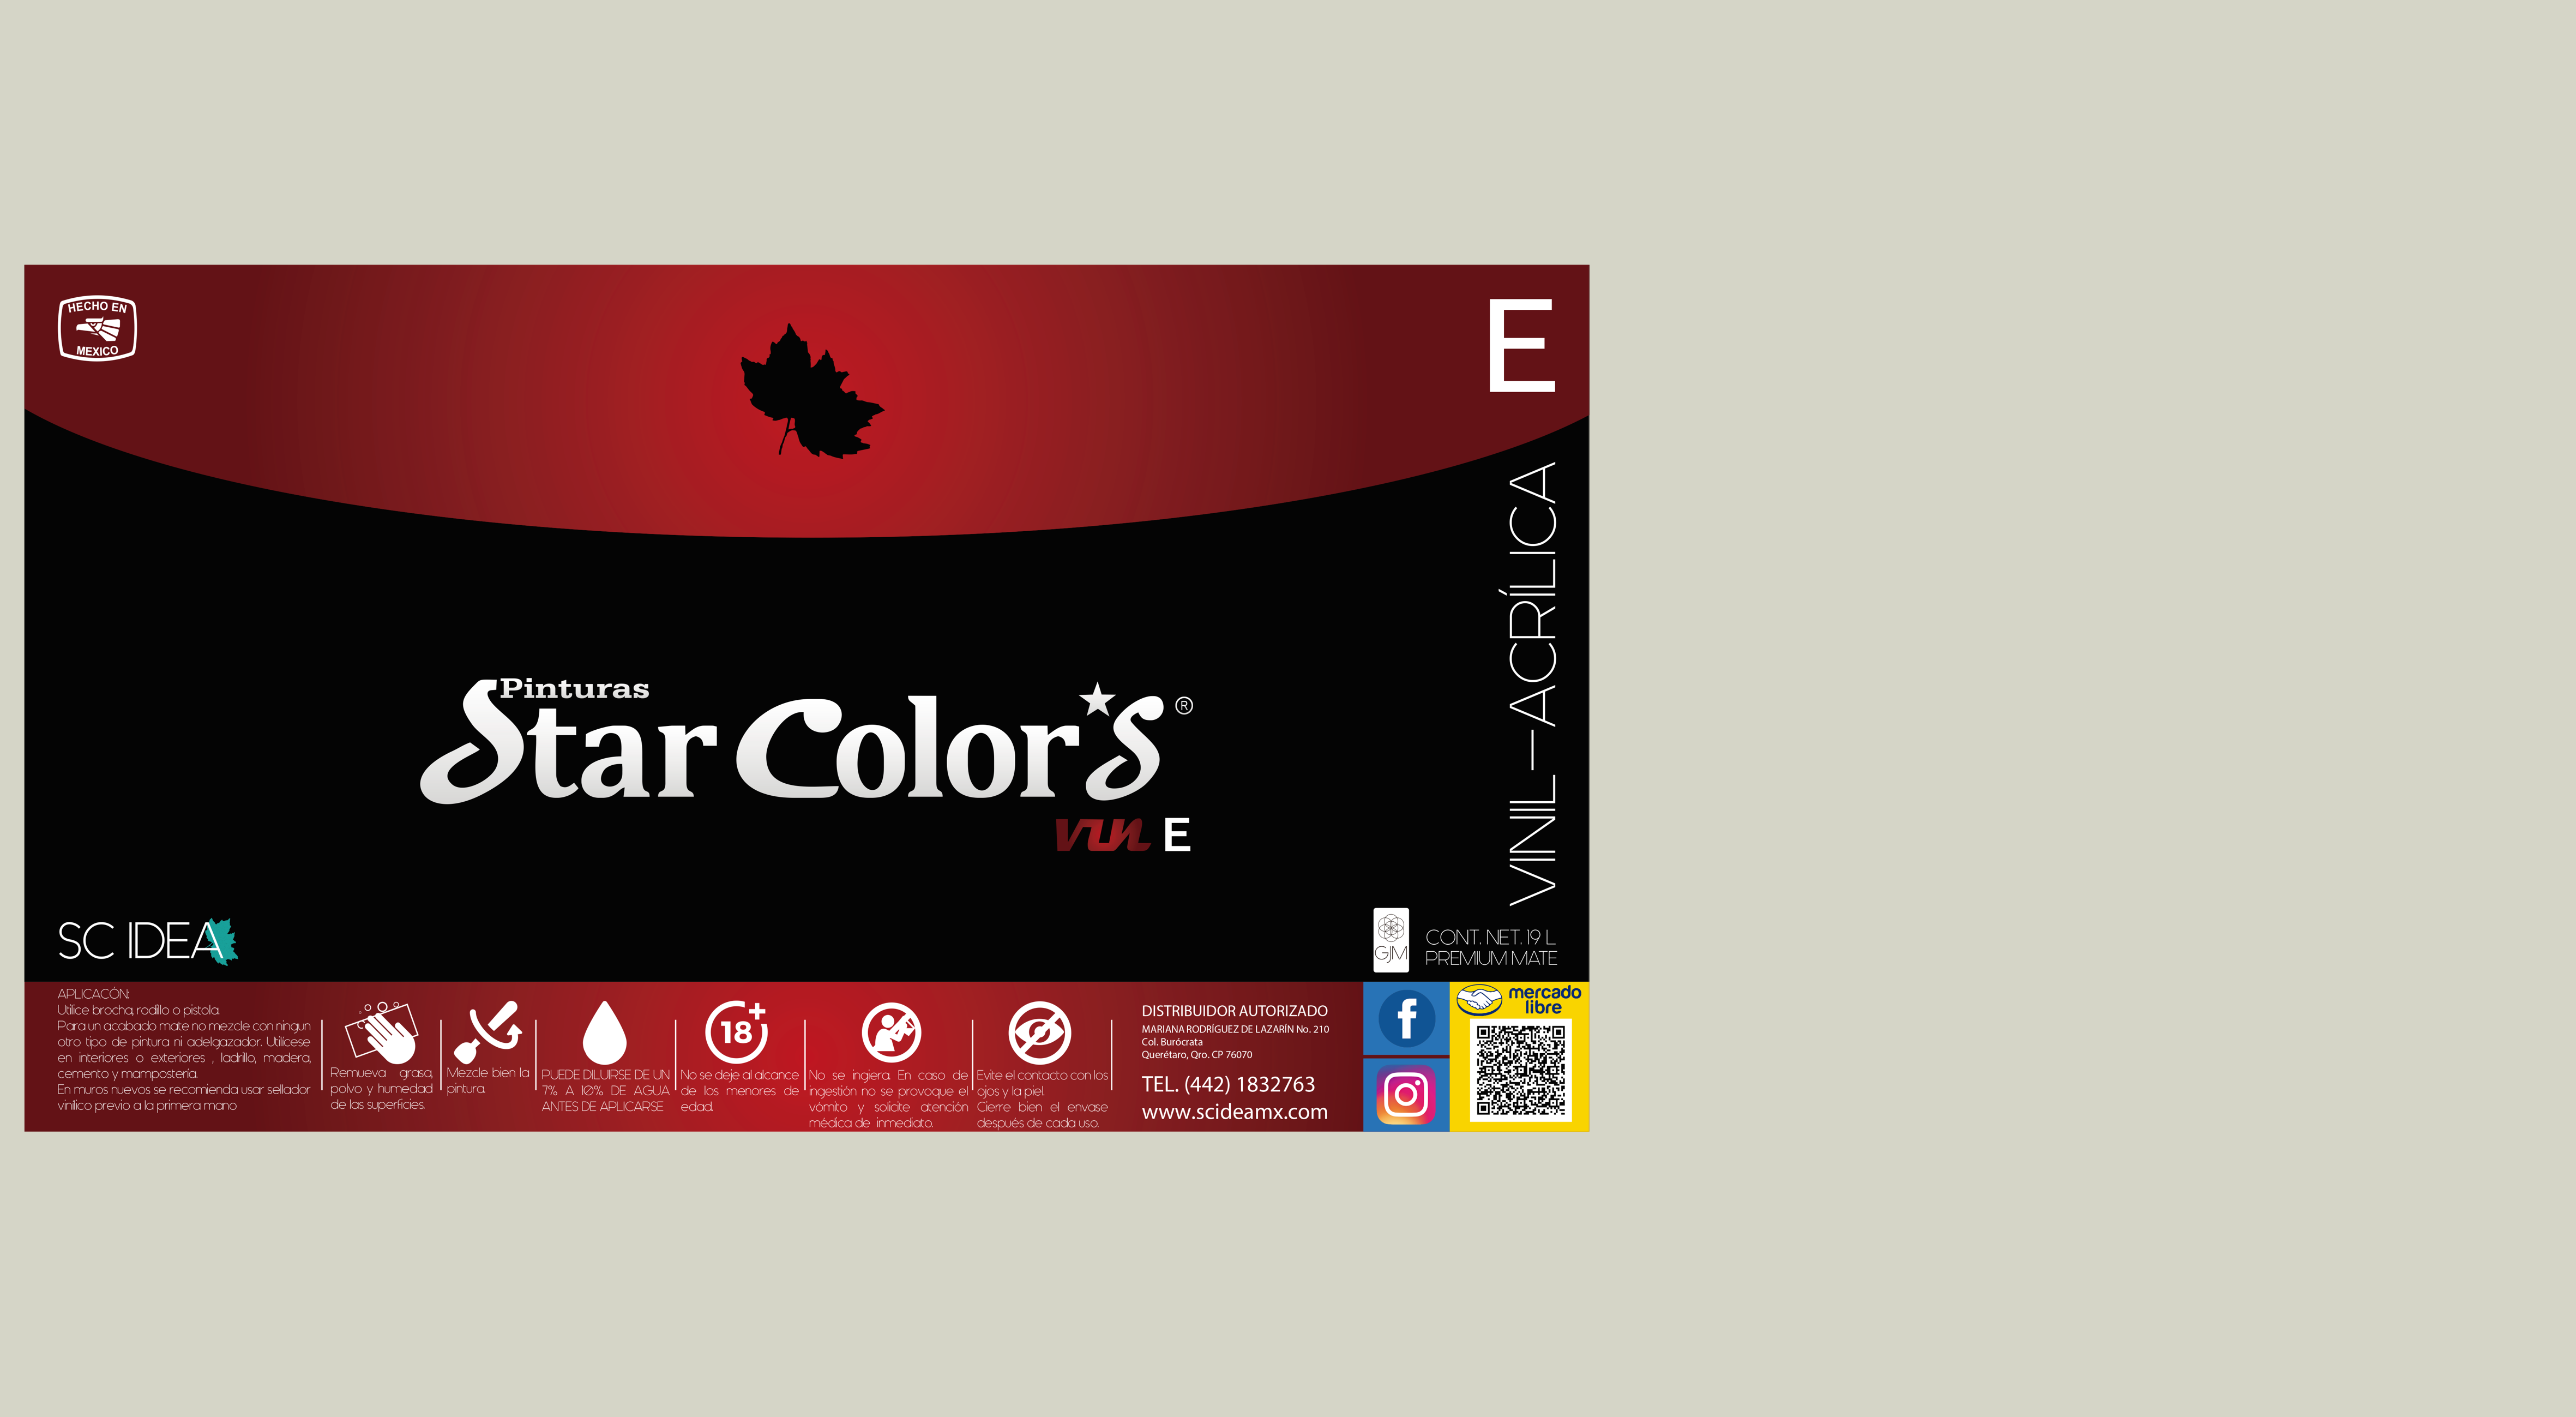 HECHO EN
MEXICO
E
VINIL-ACRÍLICA
Pinturas
Star Color's ®
VIN E
SC IDEA
GJM
CONT. NET. 19 L
PREMIUM MATE
APLICACÓN:
Utilice brocha, rodillo o pistola.
Para un acabado mate no mezcle con ningun
otro tipo de pintura ni adelgazador. Utilícese
en interiores o exteriores , ladrillo, madera,
cemento y mampostería.
En muros nuevos se recomienda usar sellador
vinílico previo a la primera mano
Remueva grasa,
polvo y humedad
de las superficies.
Mezcle bien la
pintura.
PUEDE DILUIRSE DE UN
7% A 10% DE AGUA
ANTES DE APLICARSE
18+
No se deje al alcance
de los menores de
edad.
No se ingiera. En caso de
ingestión no se provoque el
vómito y solicite atención
médica de inmediato.
Evite el contacto con los
ojos y la piel.
Cierre bien el envase
después de cada uso.
DISTRIBUIDOR AUTORIZADO
MARIANA RODRÍGUEZ DE LAZARÍN No. 210
Col. Burócrata
Querétaro, Qro. CP 76070
TEL. (442) 1832763
www.scideamx.com
f
mercado
libre